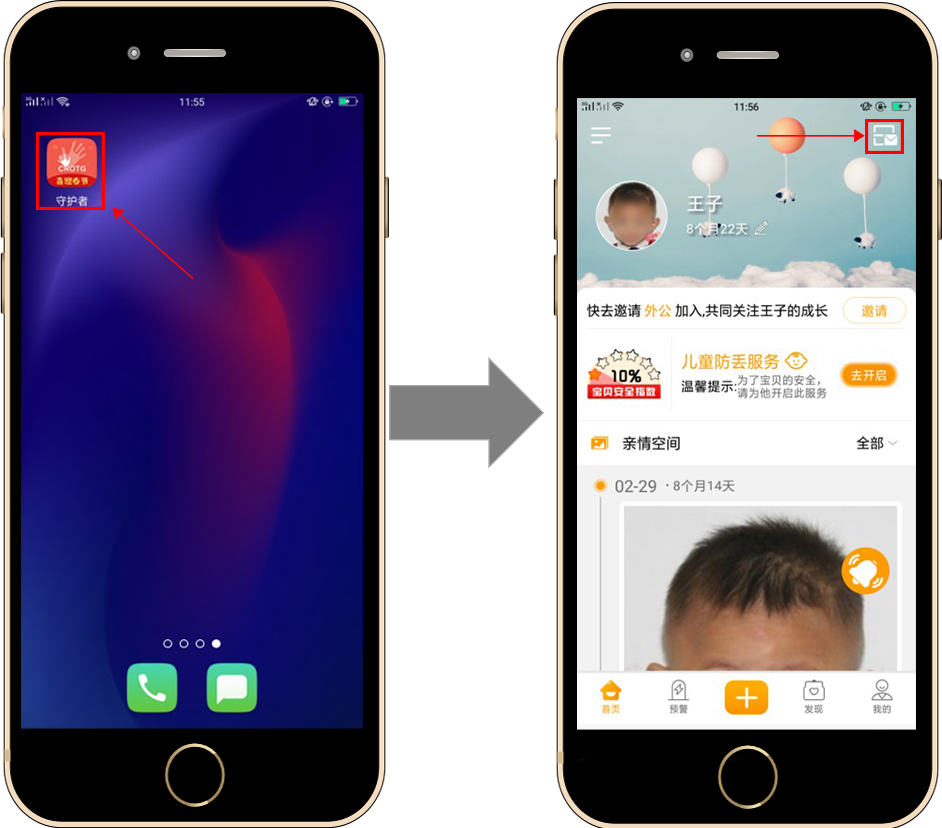 11:55
CROTG
喜迎春节
守护者
11:56
王子
8个月22天
快去邀请 外公 加入,共同关注王子的成长
邀请
10%
宝贝安全指数
儿童防丢服务
温馨提示:为了宝贝的安全，
请为他开启此服务
去开启
亲情空间
全部
02-29 · 8个月14天
首页
预警
发现
我的